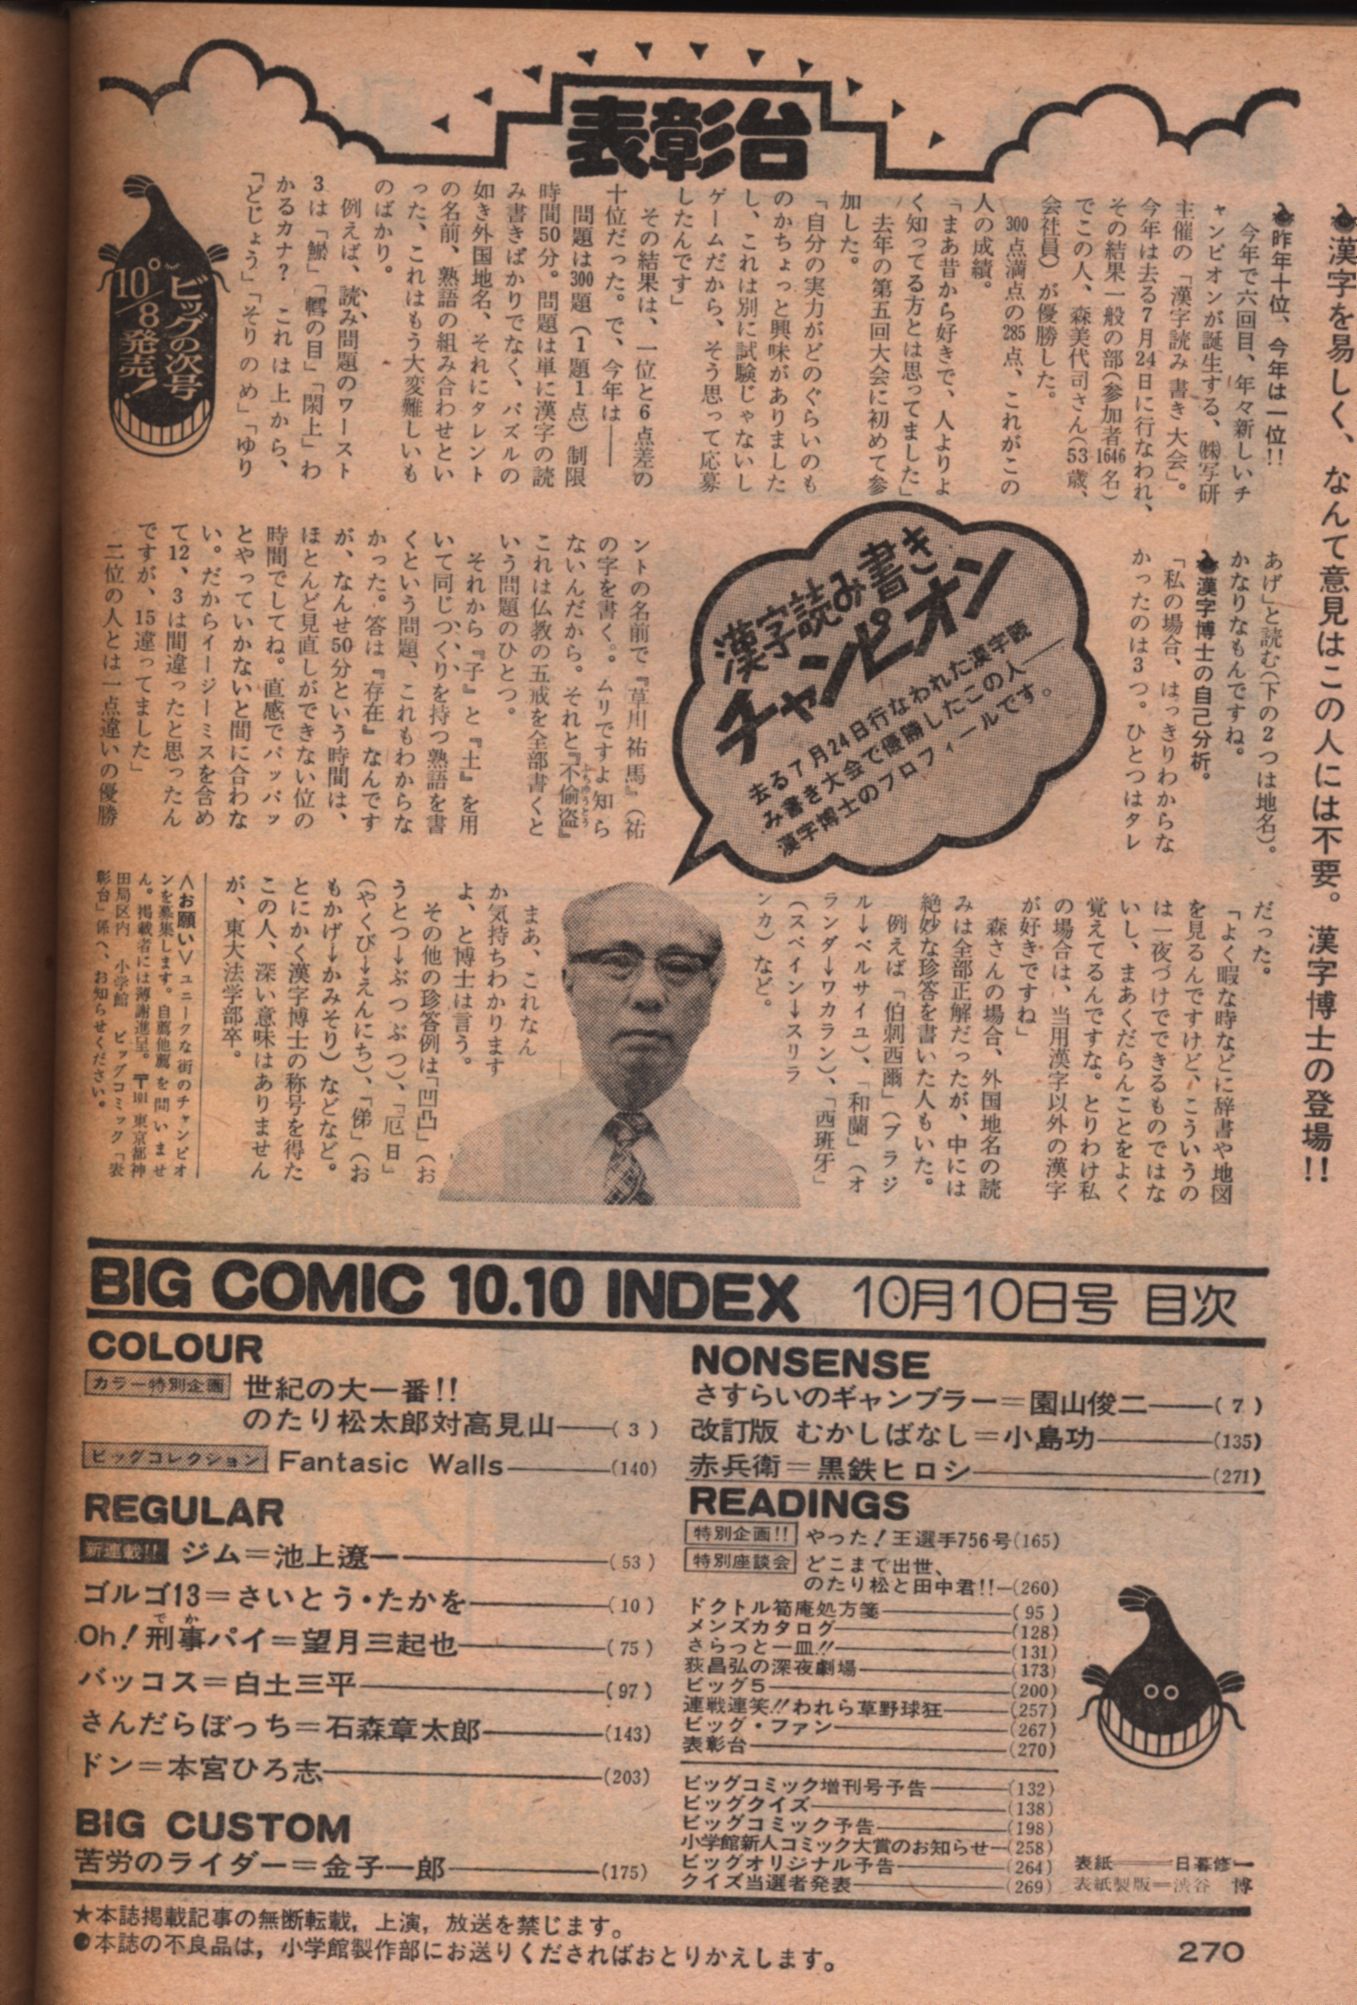 漢字を易しく、なんて意見はこの人には不要。漢字博士の登場!!
表彰台
昨年十位、今年は一位!!
今年で六回目、年々新しいチ
ャンピオンが誕生する、㈱写研
主催の「漢字読み書き大会」。
今年は去る7月24日に行なわれ、
その結果一般の部(参加者1646名)
でこの人、森美代司さん(53歳、
会社員)が優勝した。
300点満点の285点、これがこの
人の成績。
「まあ昔から好きで、人よりよ
く知ってる方とは思ってました」
去年の第五回大会に初めて参
加した。
「自分の実力がどのぐらいのも
のかちょっと興味がありました
し、これは別に試験じゃないし
ゲームだから、そう思って応募
したんです」
その結果は、一位と6点差の
十位だった。で、今年は——
問題は300題(1題1点)制限
時間50分。問題は単に漢字の読
み書きばかりでなく、パズルの
如き外国地名、それにタレント
の名前、熟語の組み合わせとい
った、これはもう大変難しいも
のばかり。
例えば、読み問題のワースト
3は「鯲」「轌の目」「閖上」わ
かるカナ? これは上から、
「どじょう」「そりのめ」「ゆり
ビッグの次号
10/8発売!
あげ」と読む(下の2つは地名)。
かなりなもんですね。
漢字博士の自己分析。
「私の場合、はっきりわからな
かったのは3つ。ひとつはタレ
漢字読み書き
チャンピオン
去る7月24日行なわれた漢字読
み書き大会で優勝したこの人——
漢字博士のプロフィールです。
ントの名前で『草川祐馬』(祐
の字を書く。ムリですよ知ら
ないんだから。それと『不偸盗』
ふちゅうとう
これは仏教の五戒を全部書くと
いう問題のひとつ。
それから『子』と『土』を用
いて同じつくりを持つ熟語を書
くという問題、これもわからな
かった。答は『存在』なんです
が、なんせ50分という時間は、
ほとんど見直しができない位の
時間でしてね。直感でパッパッ
とやっていかないと間に合わな
い。だからイージーミスを含め
て12、3は間違ったと思ったん
ですが、15違ってました」
二位の人とは一点違いの優勝
だった。
「よく暇な時などに辞書や地図
を見るんですけど、こういうの
は一夜づけでできるものではな
いし、まあくだらんことをよく
覚えてるんですな。とりわけ私
の場合は、当用漢字以外の漢字
が好きですね」
森さんの場合、外国地名の読
みは全部正解だったが、中には
絶妙な珍答を書いた人もいた。
例えば「伯剌西爾」(ブラジ
ル→ベルサイユ)、「和蘭」(オ
ランダ→ワカラン)、「西班牙」
(スペイン→スリラ
ンカ)など。
まあ、これなん
か気持ちわかります
よ、と博士は言う。
その他の珍答例は「凹凸」(お
うとつ→ぶつぶつ)、「厄日」
(やくび→えんにち)、「俤」(お
もかげ→かみそり)などなど。
とにかく漢字博士の称号を得た
この人、深い意味はありません
が、東大法学部卒。
〈お願い〉ユニークな街のチャンピオ
ンを募集します。自薦他薦を問いませ
ん。掲載者には薄謝進呈。〒101 東京都神
田局区内 小学館 ビッグコミック「表
彰台」係へ、お知らせください。
BIG COMIC 10.10 INDEX 10月10日号 目次
COLOUR
カラー特別企画 世紀の大一番!!
のたり松太郎対高見山——(3)
ビッグコレクション Fantasic Walls——(140)
REGULAR
新連載!! ジム＝池上遼一——(53)
ゴルゴ13＝さいとう・たかを——(10)
でか
Oh!刑事パイ＝望月三起也——(75)
バッコス＝白土三平——(97)
さんだらぼっち＝石森章太郎——(143)
ドン＝本宮ひろ志——(203)
BIG CUSTOM
苦労のライダー＝金子一郎——(175)
NONSENSE
さすらいのギャンブラー＝園山俊二——(7)
改訂版 むかしばなし＝小島功——(135)
赤兵衛＝黒鉄ヒロシ——(271)
READINGS
特別企画!! やった!王選手756号(165)
特別座談会 どこまで出世、
のたり松と田中君!!—(260)
ドクトル筍庵処方箋——(95)
メンズカタログ——(128)
さらっと一皿!!——(131)
荻昌弘の深夜劇場——(173)
ビッグ5——(200)
連戦連笑!!われら草野球狂——(257)
ビッグ・ファン——(267)
表彰台——(270)
ビッグコミック増刊号予告——(132)
ビッグクイズ——(138)
ビッグコミック予告——(198)
小学館新人コミック大賞のお知らせ—(258)
ビッグオリジナル予告——(264)
クイズ当選者発表——(269)
表紙——日暮修一
表紙製版＝渋谷 博
★本誌掲載記事の無断転載，上演，放送を禁じます。
●本誌の不良品は，小学館製作部にお送りくださればおとりかえします。
270